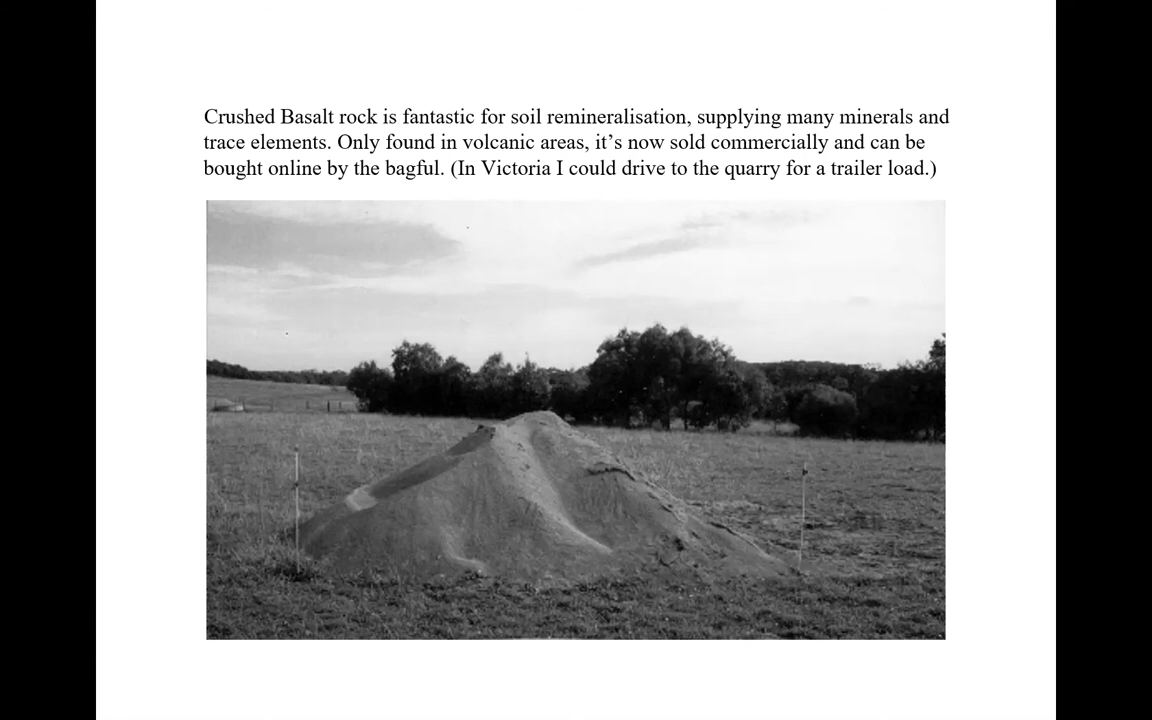 Crushed Basalt rock is fantastic for soil remineralisation, supplying many minerals and
trace elements. Only found in volcanic areas, it’s now sold commercially and can be
bought online by the bagful. (In Victoria I could drive to the quarry for a trailer load.)